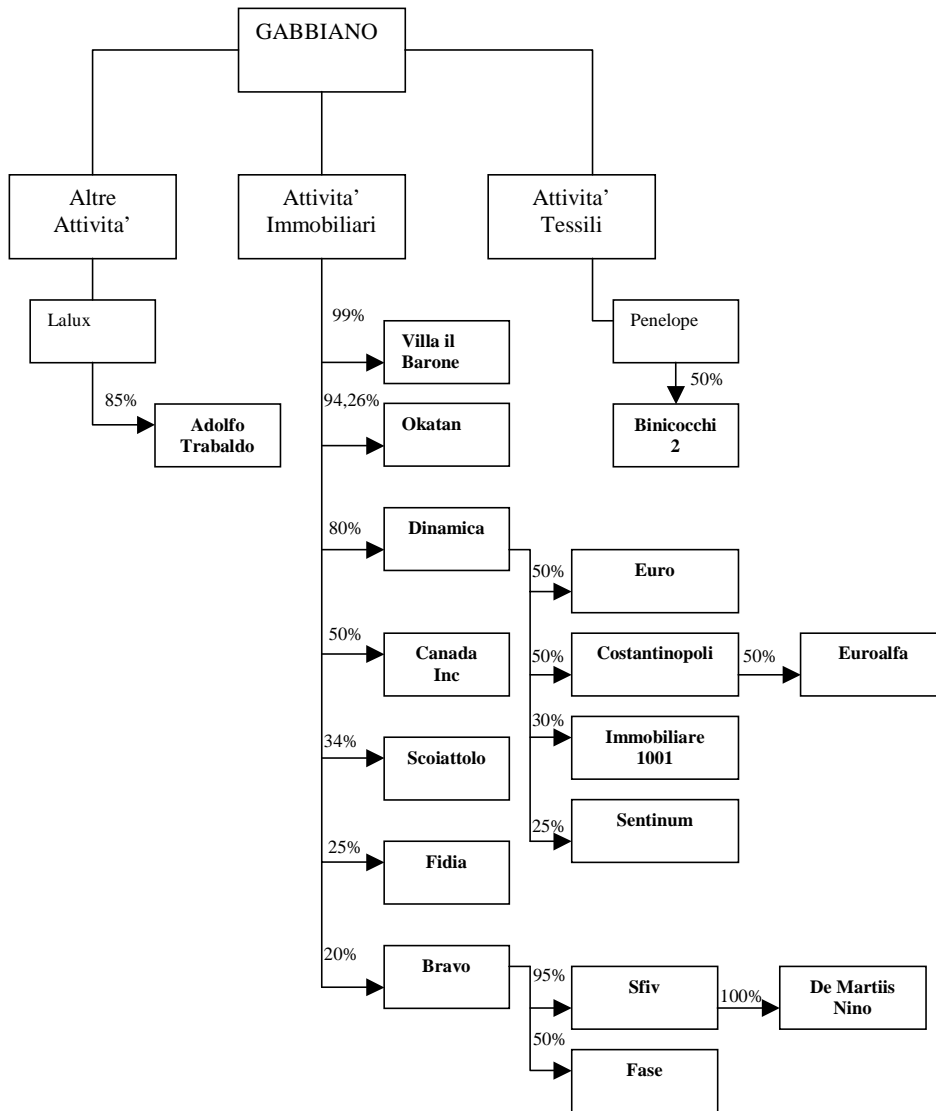 GABBIANO
Altre
Attivita’
Attivita’
Immobiliari
Attivita’
Tessili
Lalux
99%
Villa il
Barone
Penelope
85%
Adolfo
Trabaldo
94,26%
Okatan
50%
Binicocchi
2
80%
Dinamica
50%
Euro
50%
Canada
Inc
50%
Costantinopoli
50%
Euroalfa
30%
Immobiliare
1001
34%
Scoiattolo
25%
Sentinum
25%
Fidia
20%
Bravo
95%
Sfiv
100%
De Martiis
Nino
50%
Fase